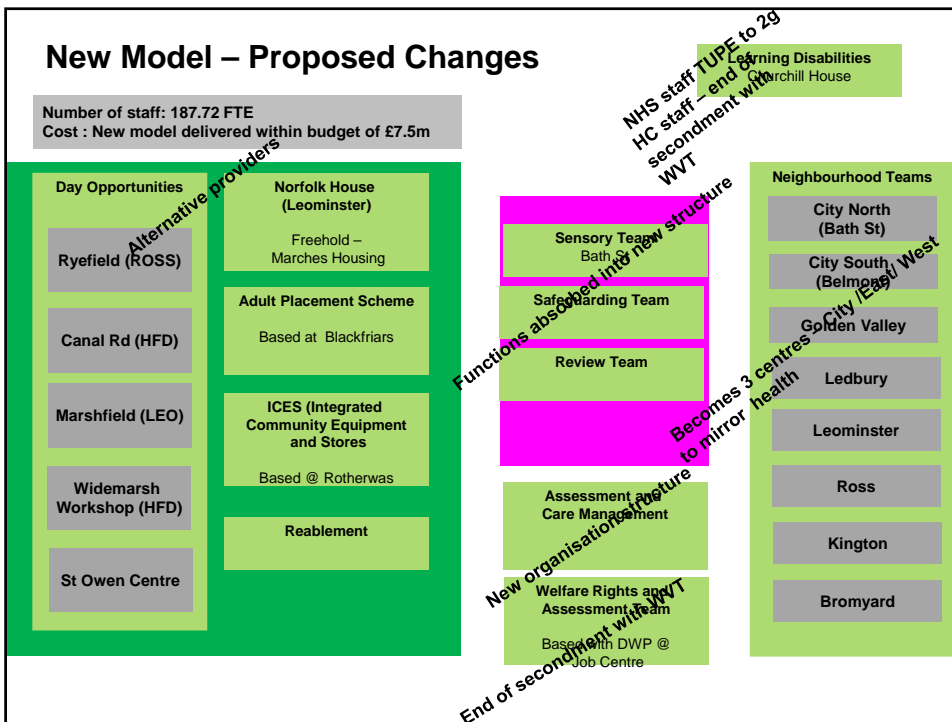 New Model – Proposed Changes
Number of staff: 187.72 FTE
Cost : New model delivered within budget of £7.5m
Learning Disabilities
Churchill House
NHS staff TUPE to 2g
HC staff – end of
secondment with
WVT
Day Opportunities
Ryefield (ROSS)
Canal Rd (HFD)
Marshfield (LEO)
Widemarsh
Workshop (HFD)
St Owen Centre
Alternative providers
Norfolk House
(Leominster)
Freehold –
Marches Housing
Adult Placement Scheme
Based at Blackfriars
ICES (Integrated
Community Equipment
and Stores
Based @ Rotherwas
Reablement
Sensory Team
Bath St
Safeguarding Team
Review Team
Functions absorbed into new structure
Assessment and
Care Management
New organisation structure
Welfare Rights and
Assessment Team
Based with DWP @
Job Centre
End of secondment with WVT
Neighbourhood Teams
City North
(Bath St)
City South
(Belmont)
Golden Valley
Ledbury
Leominster
Ross
Kington
Bromyard
Becomes 3 centres – City /East/ West
to mirror health